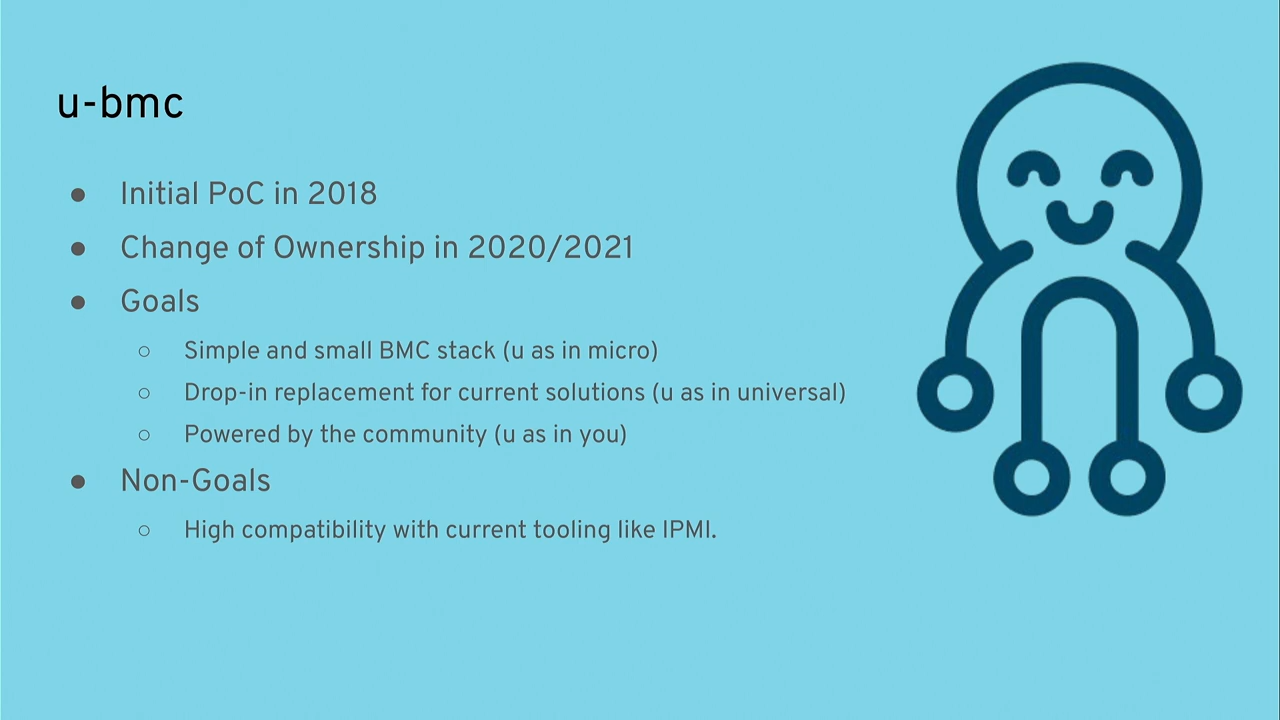 u-bmc
● Initial PoC in 2018
● Change of Ownership in 2020/2021
● Goals
○ Simple and small BMC stack (u as in micro)
○ Drop-in replacement for current solutions (u as in universal)
○ Powered by the community (u as in you)
● Non-Goals
○ High compatibility with current tooling like IPMI.